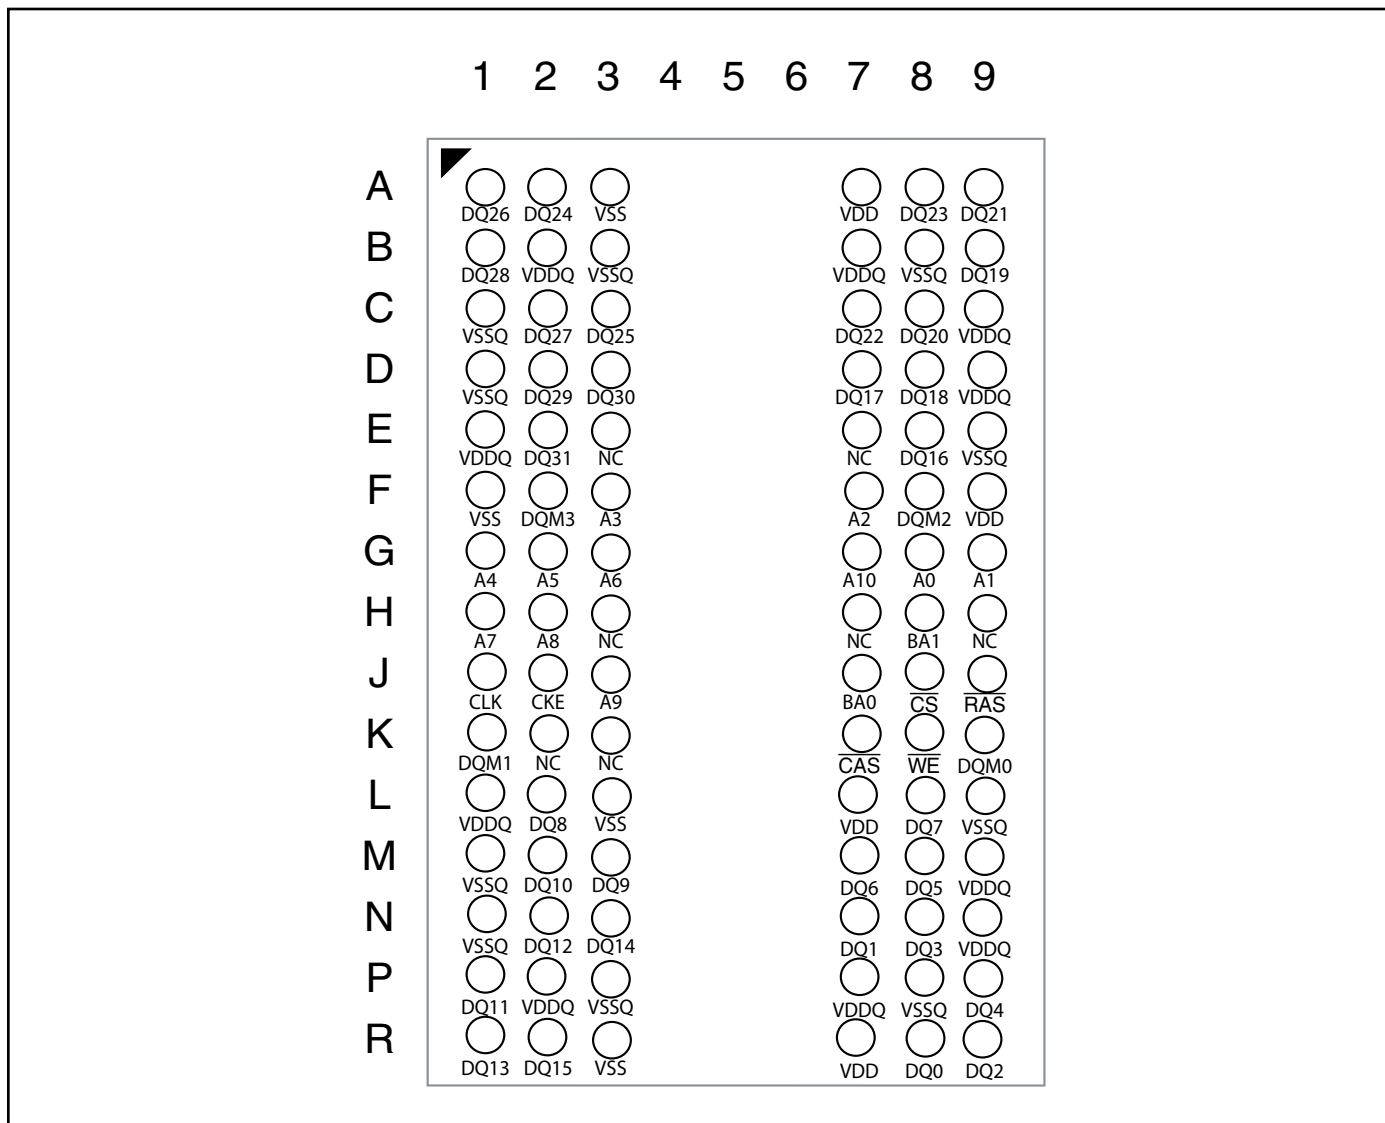 1 2 3 4 5 6 7 8 9
A
DQ26 DQ24 VSS VDD DQ23 DQ21
B
DQ28 VDDQ VSSQ VDDQ VSSQ DQ19
C
VSSQ DQ27 DQ25 DQ22 DQ20 VDDQ
D
VSSQ DQ29 DQ30 DQ17 DQ18 VDDQ
E
VDDQ DQ31 NC NC DQ16 VSSQ
F
VSS DQM3 A3 A2 DQM2 VDD
G
A4 A5 A6 A10 A0 A1
H
A7 A8 NC NC BA1 NC
J
CLK CKE A9 BA0 C̅S̅ R̅A̅S̅
K
DQM1 NC NC C̅A̅S̅ W̅E̅ DQM0
L
VDDQ DQ8 VSS VDD DQ7 VSSQ
M
VSSQ DQ10 DQ9 DQ6 DQ5 VDDQ
N
VSSQ DQ12 DQ14 DQ1 DQ3 VDDQ
P
DQ11 VDDQ VSSQ VDDQ VSSQ DQ4
R
DQ13 DQ15 VSS VDD DQ0 DQ2